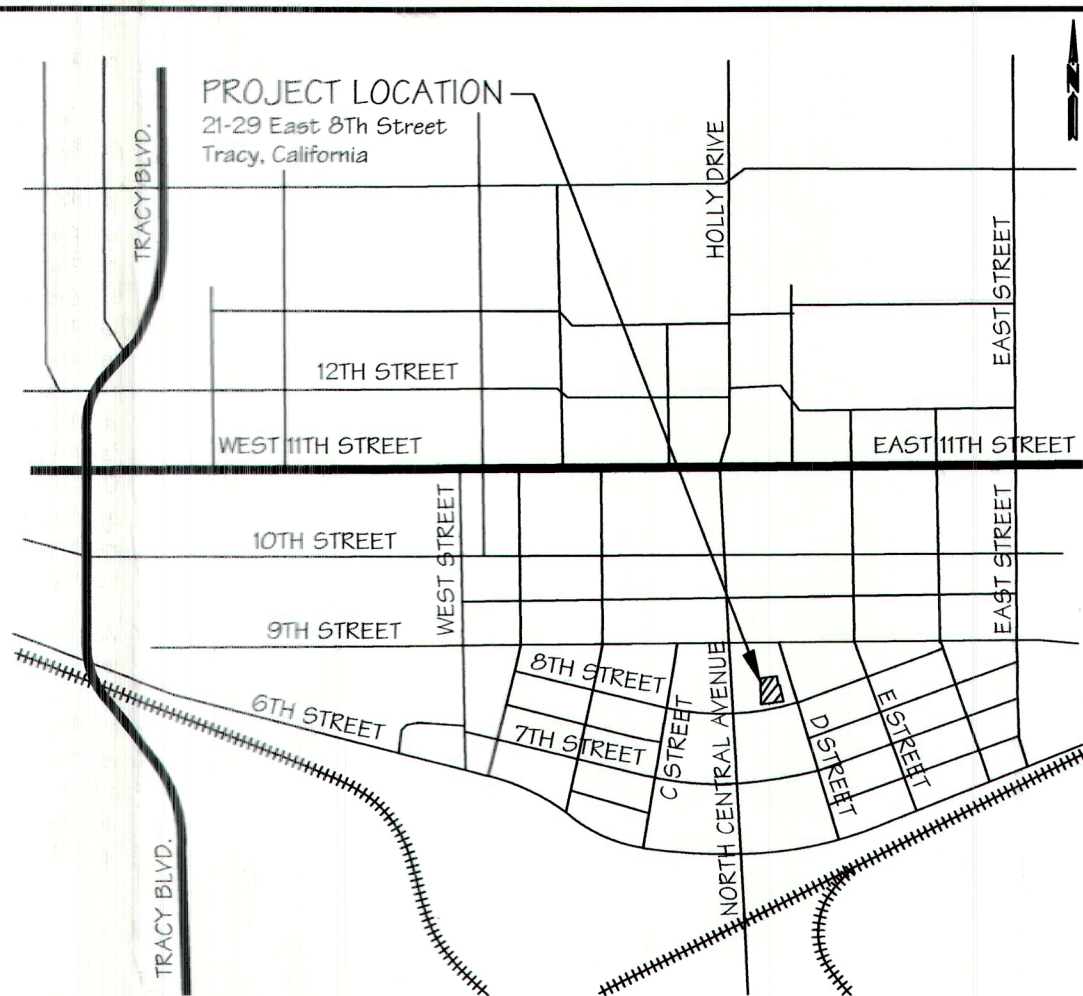 PROJECT LOCATION
21-29 East 8Th Street
Tracy, California
N
TRACY BLVD.
HOLLY DRIVE
EAST STREET
12TH STREET
WEST 11TH STREET
EAST 11TH STREET
WEST STREET
10TH STREET
EAST STREET
9TH STREET
8TH STREET
6TH STREET
7TH STREET
C STREET
NORTH CENTRAL AVENUE
D STREET
E STREET
TRACY BLVD.